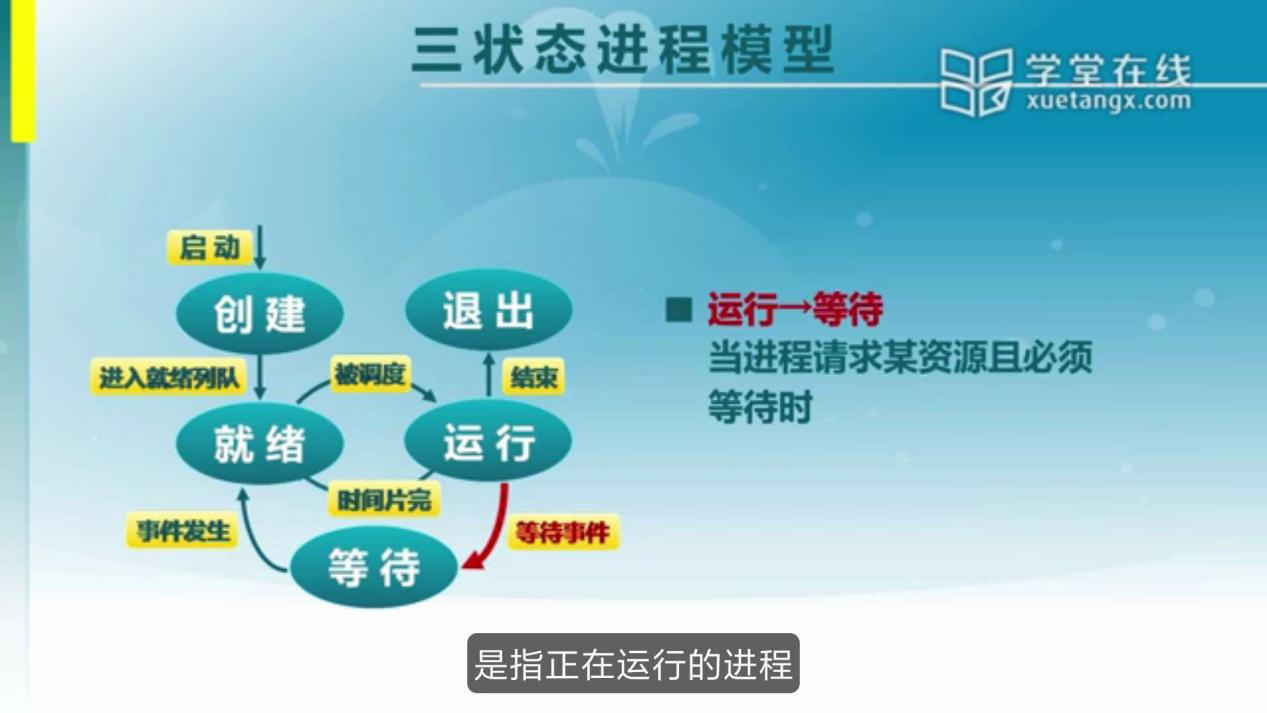 三状态进程模型
学堂在线
xuetangx.com
启动
创建
退出
进入就绪列队
被调度
结束
就绪
运行
时间片完
事件发生
等待事件
等待
运行→等待
当进程请求某资源且必须
等待时
是指正在运行的进程